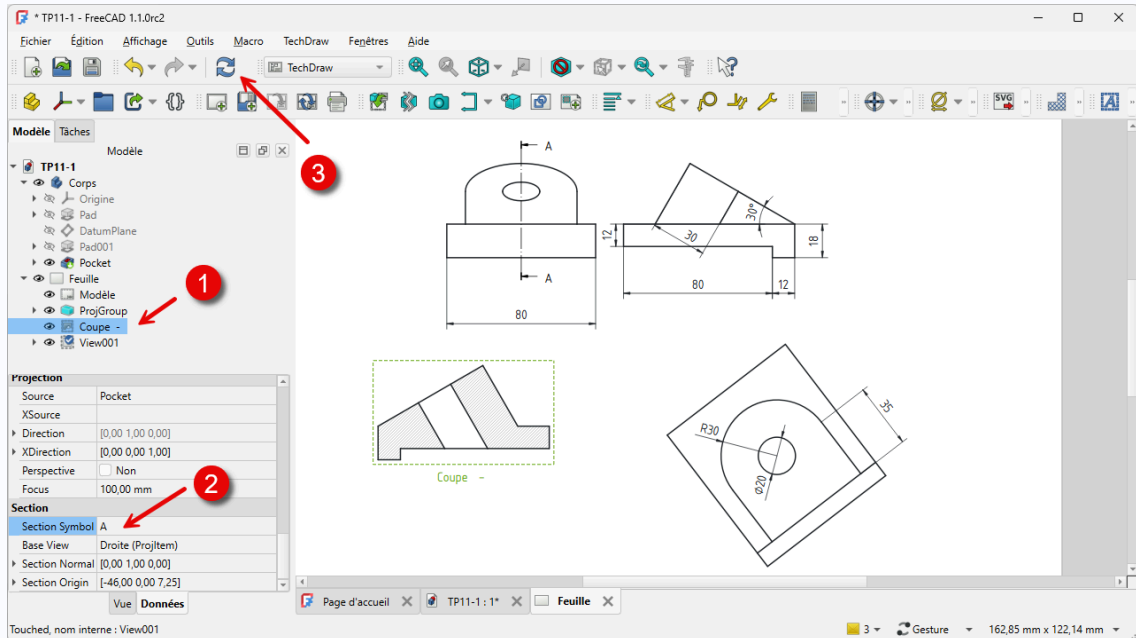 * TP11-1 - FreeCAD 1.1.0rc2
Fichier Édition Affichage Outils Macro TechDraw Fenêtres Aide
TechDraw
SVG
A
Modèle Tâches
Modèle
TP11-1
Corps
Origine
Pad
DatumPlane
Pad001
Pocket
Feuille
Modèle
ProjGroup
Coupe -
View001
1
2
3
Projection
Source Pocket
XSource
Direction [0,00 1,00 0,00]
XDirection [0,00 0,00 1,00]
Perspective Non
Focus 100,00 mm
Section
Section Symbol A
Base View Droite (ProjItem)
Section Normal [0,00 1,00 0,00]
Section Origin [-46,00 0,00 7,25]
Vue Données
A
A
80
12
30
30°
18
80
12
Coupe -
R30
Φ20
35
Page d'accueil TP11-1 : 1* Feuille
Touched, nom interne : View001
3 Gesture 162,85 mm x 122,14 mm